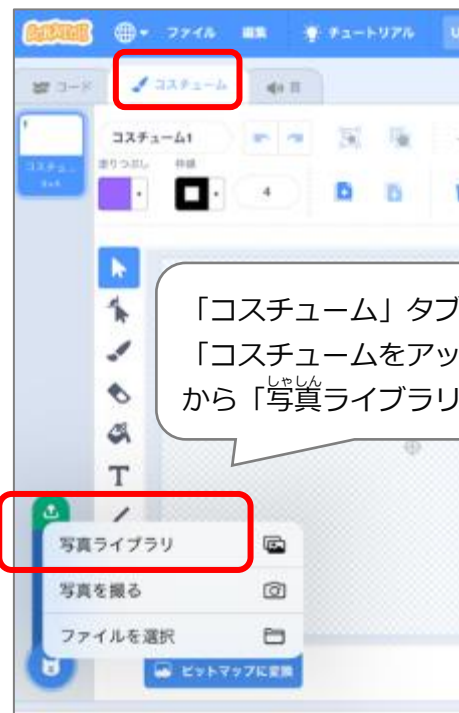 SCRATCH
ファイル
編集
チュートリアル
コード
コスチューム
音
1
コスチューム1
塗りつぶし
枠線
4
「コスチューム」タブ
「コスチュームをアッ
から「写真ライブラリ
しゃしん
T
写真ライブラリ
写真を撮る
ファイルを選択
ビットマップに変換